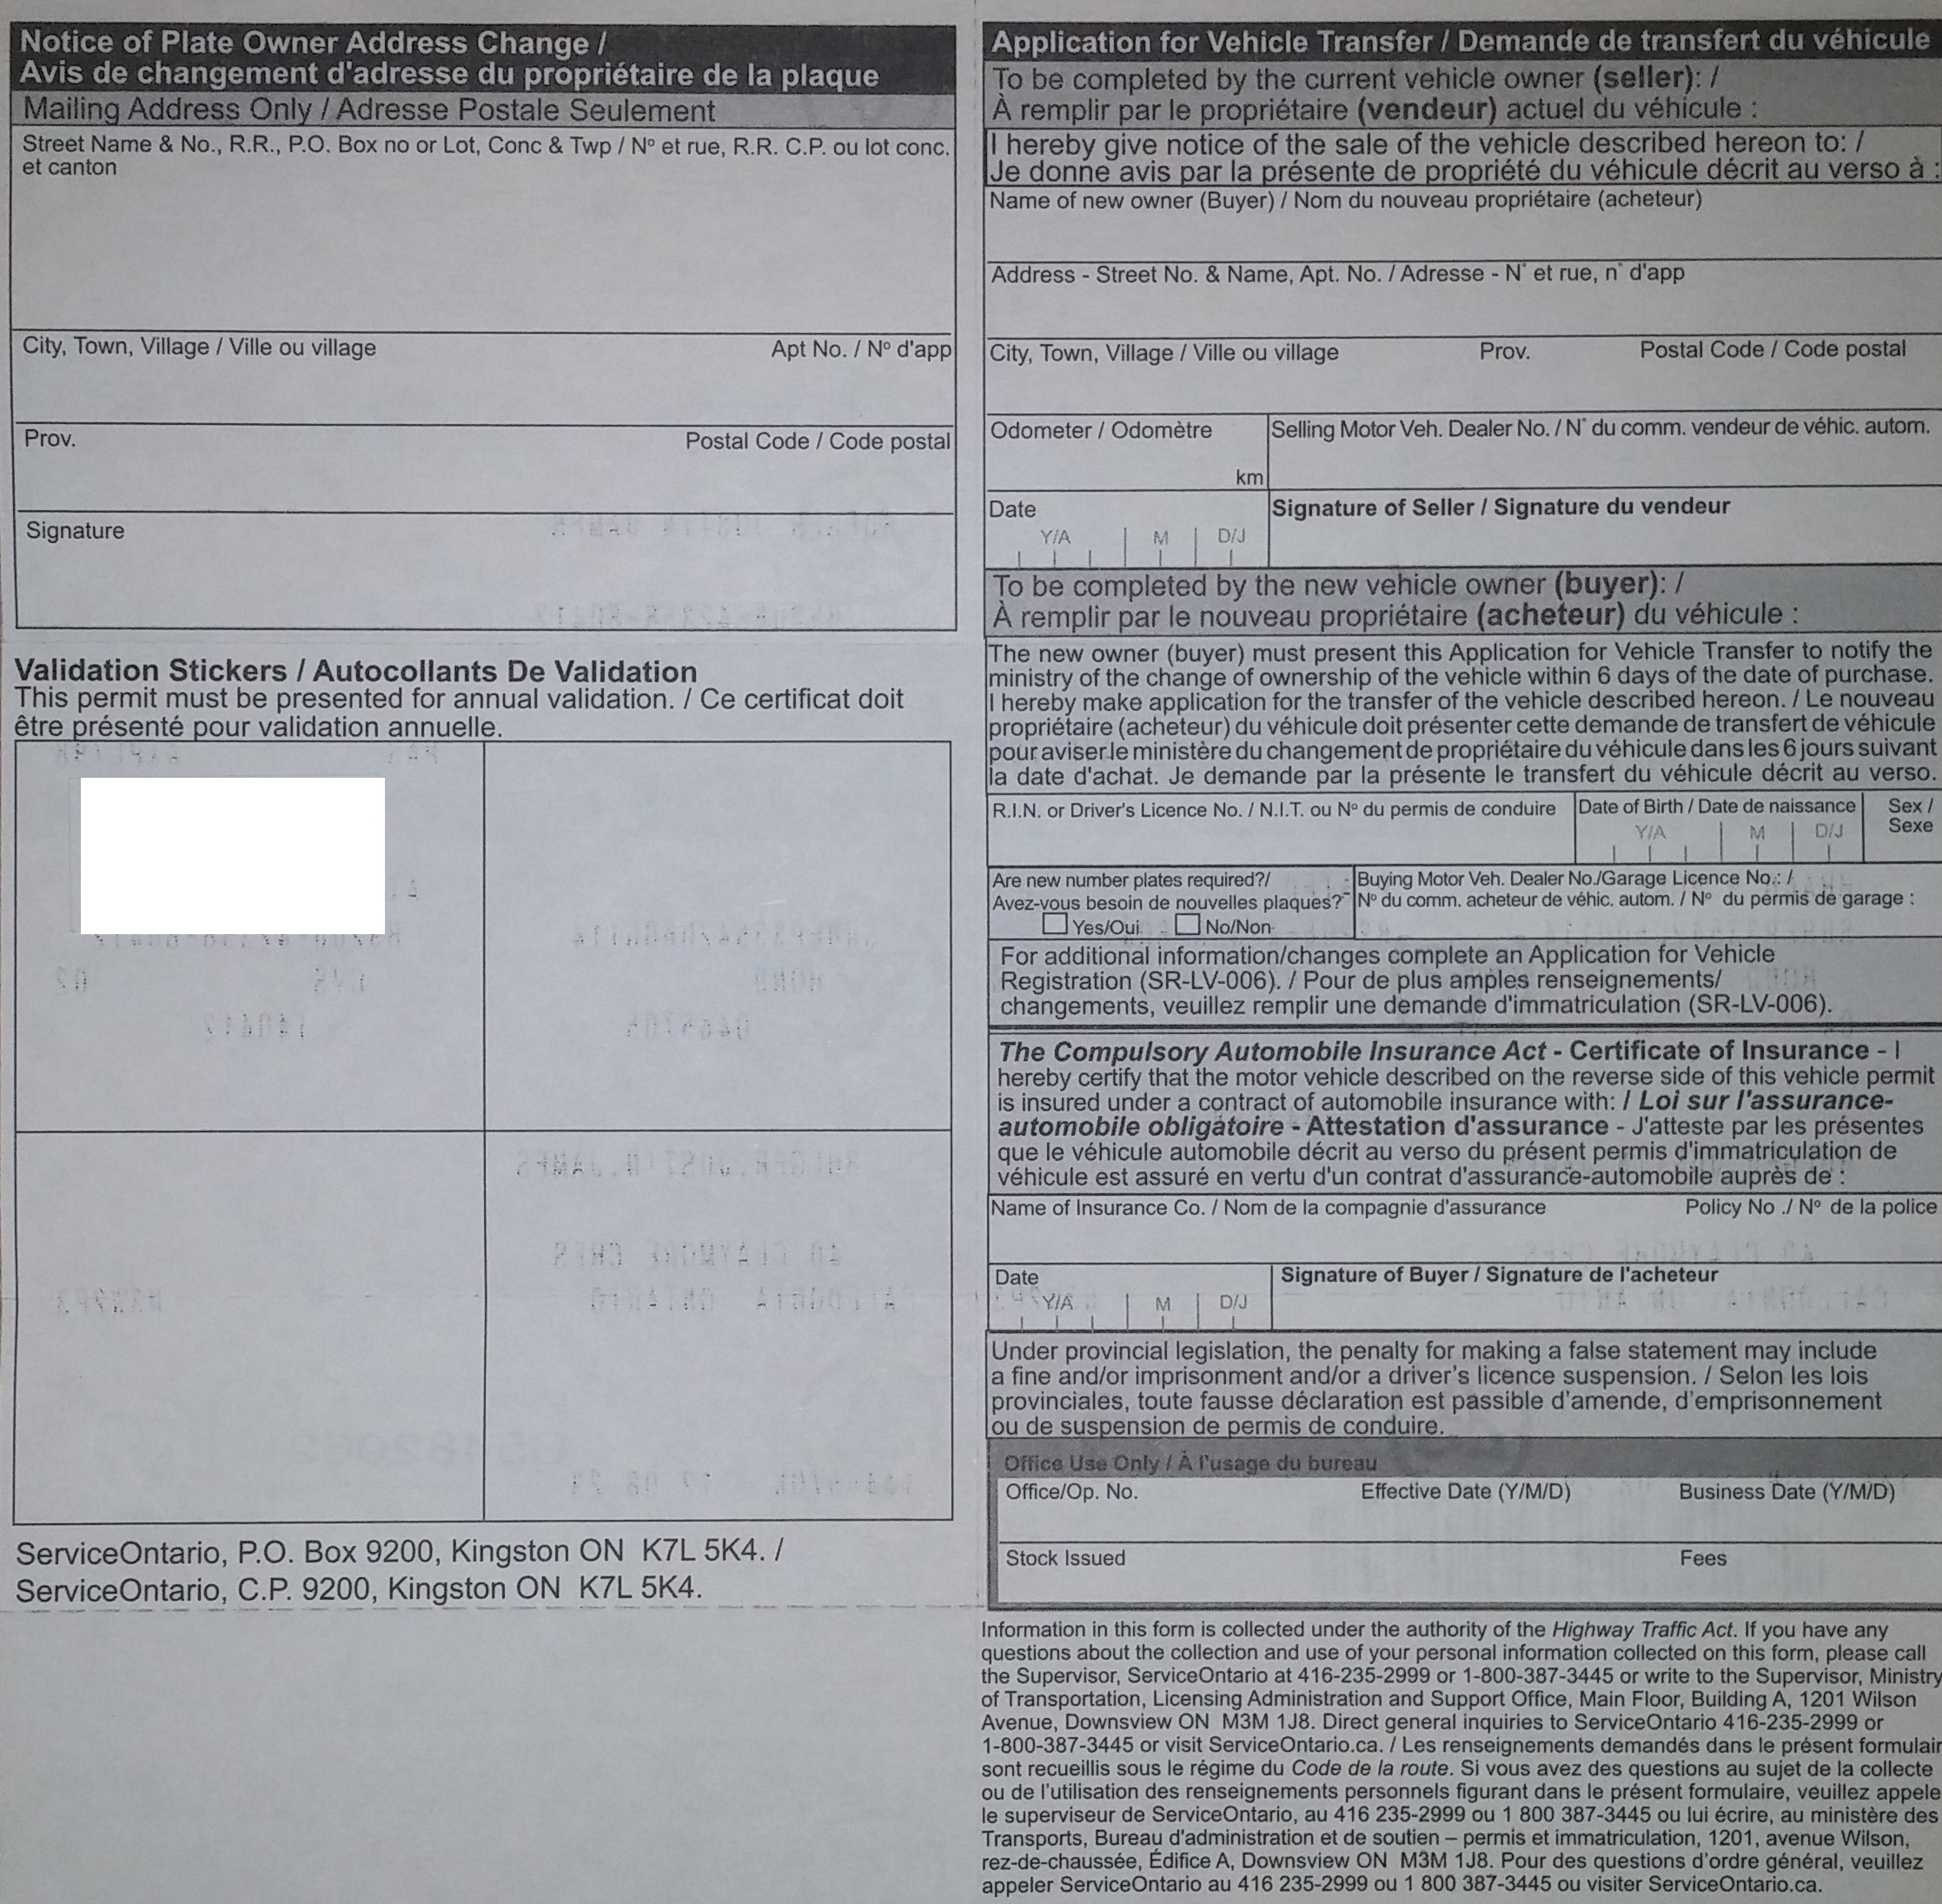 Notice of Plate Owner Address Change /
Avis de changement d'adresse du propriétaire de la plaque
Mailing Address Only / Adresse Postale Seulement
Street Name & No., R.R., P.O. Box no or Lot, Conc & Twp / Nº et rue, R.R. C.P. ou lot conc.
et canton
City, Town, Village / Ville ou village Apt No. / Nº d'app
Prov. Postal Code / Code postal
Signature
Validation Stickers / Autocollants De Validation
This permit must be presented for annual validation. / Ce certificat doit
être présenté pour validation annuelle.
ServiceOntario, P.O. Box 9200, Kingston ON K7L 5K4. /
ServiceOntario, C.P. 9200, Kingston ON K7L 5K4.
Application for Vehicle Transfer / Demande de transfert du véhicule
To be completed by the current vehicle owner (seller): /
À remplir par le propriétaire (vendeur) actuel du véhicule :
I hereby give notice of the sale of the vehicle described hereon to: /
Je donne avis par la présente de propriété du véhicule décrit au verso à :
Name of new owner (Buyer) / Nom du nouveau propriétaire (acheteur)
Address - Street No. & Name, Apt. No. / Adresse - N° et rue, n° d'app
City, Town, Village / Ville ou village Prov. Postal Code / Code postal
Odometer / Odomètre Selling Motor Veh. Dealer No. / N° du comm. vendeur de véhic. autom.
km
Date Signature of Seller / Signature du vendeur
Y/A M D/J
To be completed by the new vehicle owner (buyer): /
À remplir par le nouveau propriétaire (acheteur) du véhicule :
The new owner (buyer) must present this Application for Vehicle Transfer to notify the
ministry of the change of ownership of the vehicle within 6 days of the date of purchase.
I hereby make application for the transfer of the vehicle described hereon. / Le nouveau
propriétaire (acheteur) du véhicule doit présenter cette demande de transfert de véhicule
pour aviser le ministère du changement de propriétaire du véhicule dans les 6 jours suivant
la date d'achat. Je demande par la présente le transfert du véhicule décrit au verso.
R.I.N. or Driver's Licence No. / N.I.T. ou Nº du permis de conduire Date of Birth / Date de naissance Sex /
Sexe
Y/A M D/J
Are new number plates required?/ Buying Motor Veh. Dealer No./Garage Licence No.: /
Avez-vous besoin de nouvelles plaques? Nº du comm. acheteur de véhic. autom. / Nº du permis de garage :
Yes/Oui No/Non
For additional information/changes complete an Application for Vehicle
Registration (SR-LV-006). / Pour de plus amples renseignements/
changements, veuillez remplir une demande d'immatriculation (SR-LV-006).
The Compulsory Automobile Insurance Act - Certificate of Insurance - I
hereby certify that the motor vehicle described on the reverse side of this vehicle permit
is insured under a contract of automobile insurance with: / Loi sur l'assurance-
automobile obligatoire - Attestation d'assurance - J'atteste par les présentes
que le véhicule automobile décrit au verso du présent permis d'immatriculation de
véhicule est assuré en vertu d'un contrat d'assurance-automobile auprès de :
Name of Insurance Co. / Nom de la compagnie d'assurance Policy No ./ Nº de la police
Date Signature of Buyer / Signature de l'acheteur
Y/A M D/J
Under provincial legislation, the penalty for making a false statement may include
a fine and/or imprisonment and/or a driver's licence suspension. / Selon les lois
provinciales, toute fausse déclaration est passible d'amende, d'emprisonnement
ou de suspension de permis de conduire.
Office Use Only / À l'usage du bureau
Office/Op. No. Effective Date (Y/M/D) Business Date (Y/M/D)
Stock Issued Fees
Information in this form is collected under the authority of the Highway Traffic Act. If you have any
questions about the collection and use of your personal information collected on this form, please call
the Supervisor, ServiceOntario at 416-235-2999 or 1-800-387-3445 or write to the Supervisor, Ministry
of Transportation, Licensing Administration and Support Office, Main Floor, Building A, 1201 Wilson
Avenue, Downsview ON M3M 1J8. Direct general inquiries to ServiceOntario 416-235-2999 or
1-800-387-3445 or visit ServiceOntario.ca. / Les renseignements demandés dans le présent formulair
sont recueillis sous le régime du Code de la route. Si vous avez des questions au sujet de la collecte
ou de l'utilisation des renseignements personnels figurant dans le présent formulaire, veuillez appele
le superviseur de ServiceOntario, au 416 235-2999 ou 1 800 387-3445 ou lui écrire, au ministère des
Transports, Bureau d'administration et de soutien – permis et immatriculation, 1201, avenue Wilson,
rez-de-chaussée, Édifice A, Downsview ON M3M 1J8. Pour des questions d'ordre général, veuillez
appeler ServiceOntario au 416 235-2999 ou 1 800 387-3445 ou visiter ServiceOntario.ca.